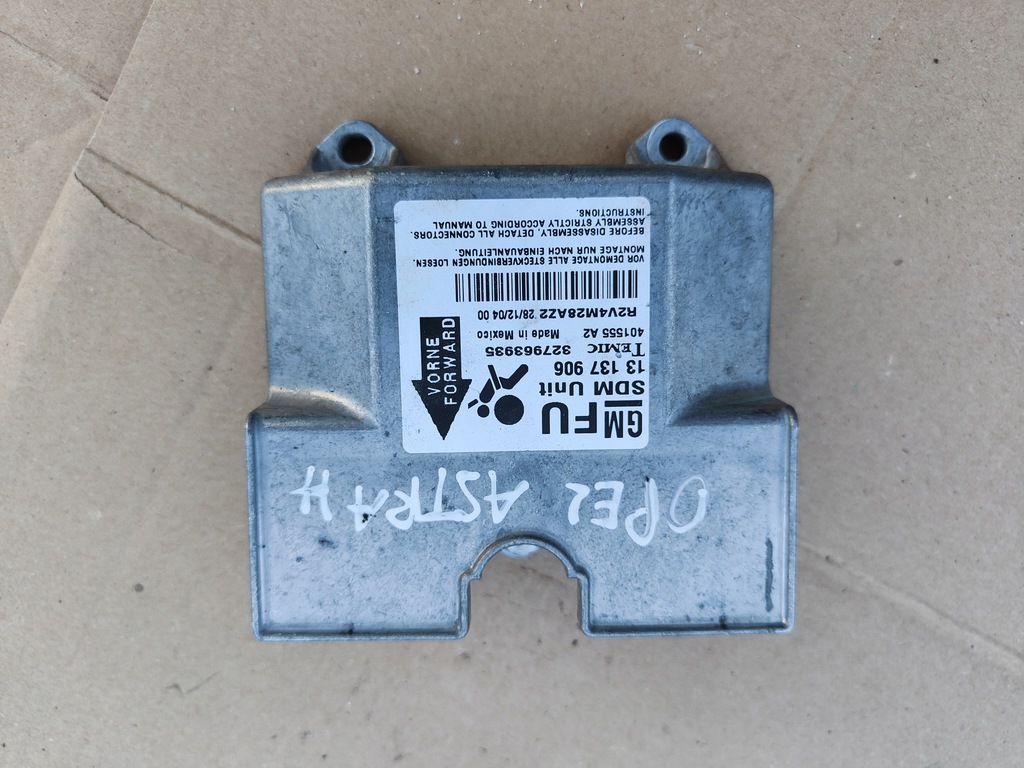 GM
FU
SDM Unit
13 137 906
TEMIC 327963935
401555 A2 Made in Mexico
R2V4M28AZ2 28/12/04 00
VORNE
FORWARD
VOR DEMONTAGE ALLE STECKVERBINDUNGEN LOESEN.
MONTAGE NUR NACH EINBAUANLEITUNG.
BEFORE DISASSEMBLY, DETACH ALL CONNECTORS.
ASSEMBLY STRICTLY ACCORDING TO MANUAL
INSTRUCTIONS.
OPEL ASTRA H